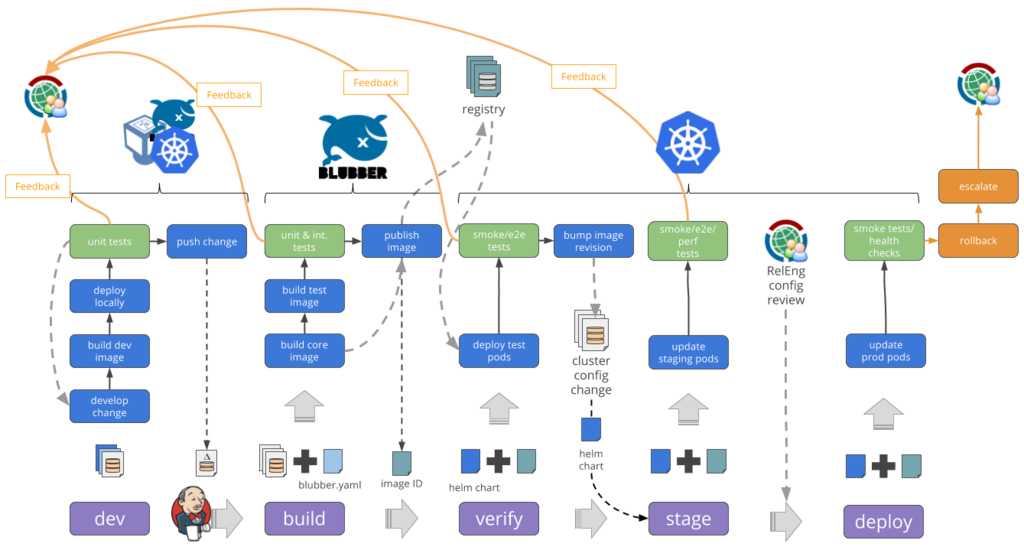 Feedback
Feedback
Feedback
Feedback
registry
BLUBBER
escalate
unit tests
push change
unit & int.
tests
publish
image
smoke/e2e
tests
bump image
revision
smoke/e2e/
perf
tests
RelEng
config
review
smoke tests/
health
checks
rollback
deploy
locally
build test
image
build dev
image
build core
image
deploy test
pods
cluster
config
change
update
staging pods
update
prod pods
develop
change
Δ
blubber.yaml
image ID
helm chart
helm
chart
dev
build
verify
stage
deploy